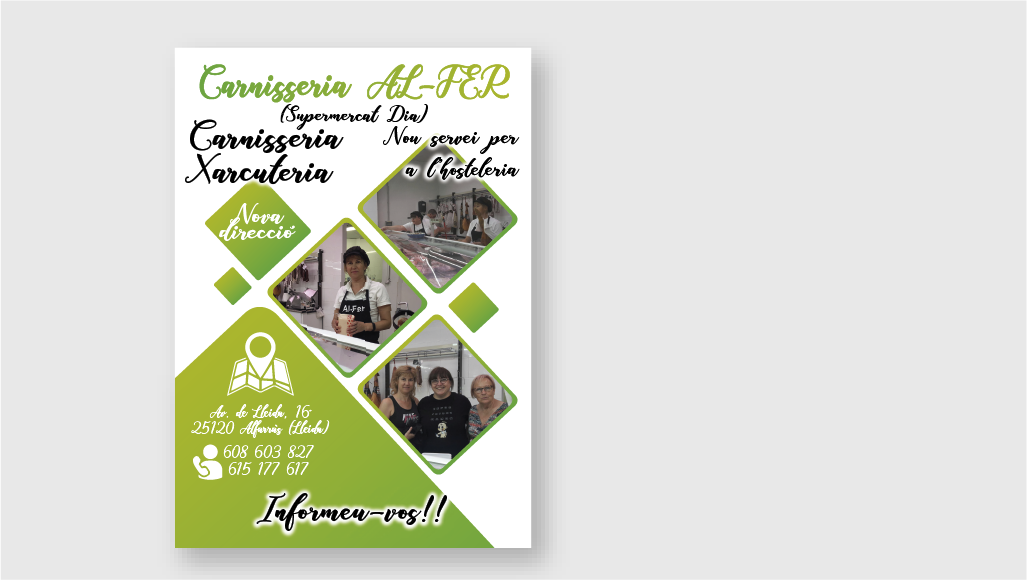 Carnisseria AL-FER
(Supermercat Dia)
Carnisseria
Xarcuteria
Nou servei per
a l'hosteleria
Nova
direcció
Al-Fer
Av. de Lleida, 16
25120 Alfarràs (Lleida)
608 603 827
615 177 617
Informeu-vos!!